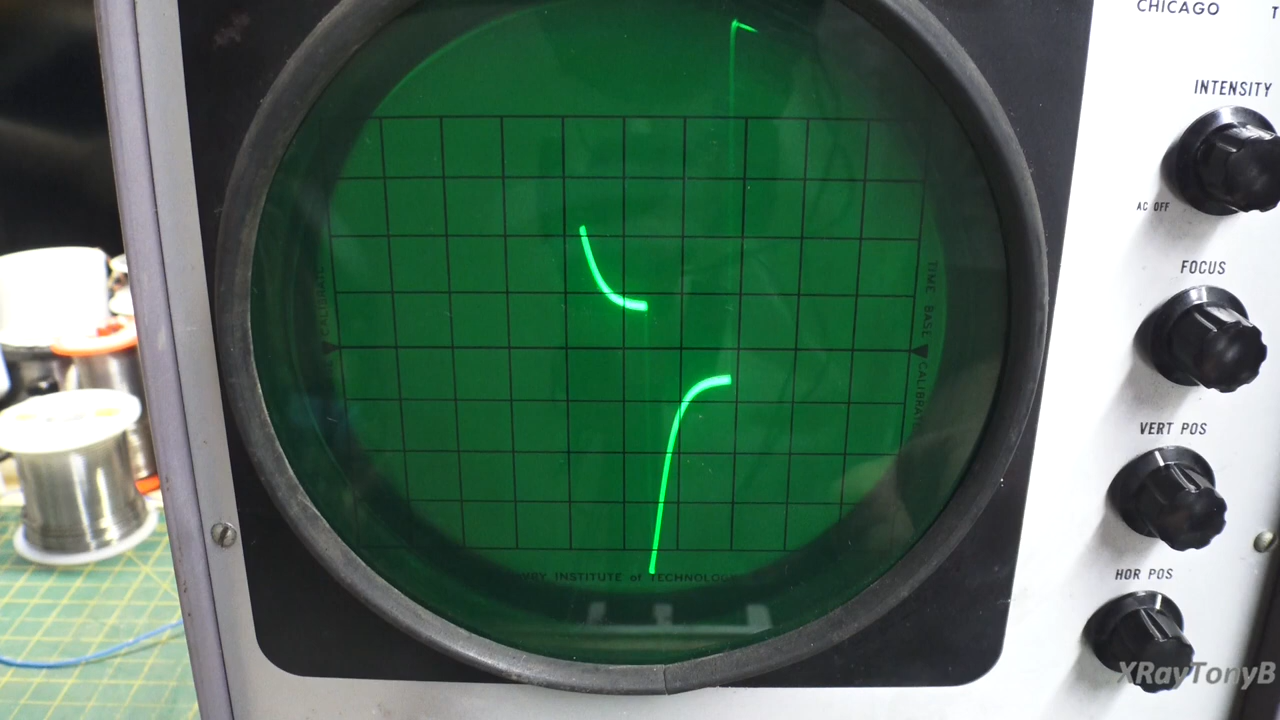 CHICAGO
INTENSITY
AC OFF
FOCUS
TIME BASE
CALIBRATE
VERT POS
HOR POS
INSTITUTE of TECHNOLOGY
XRayTonyB